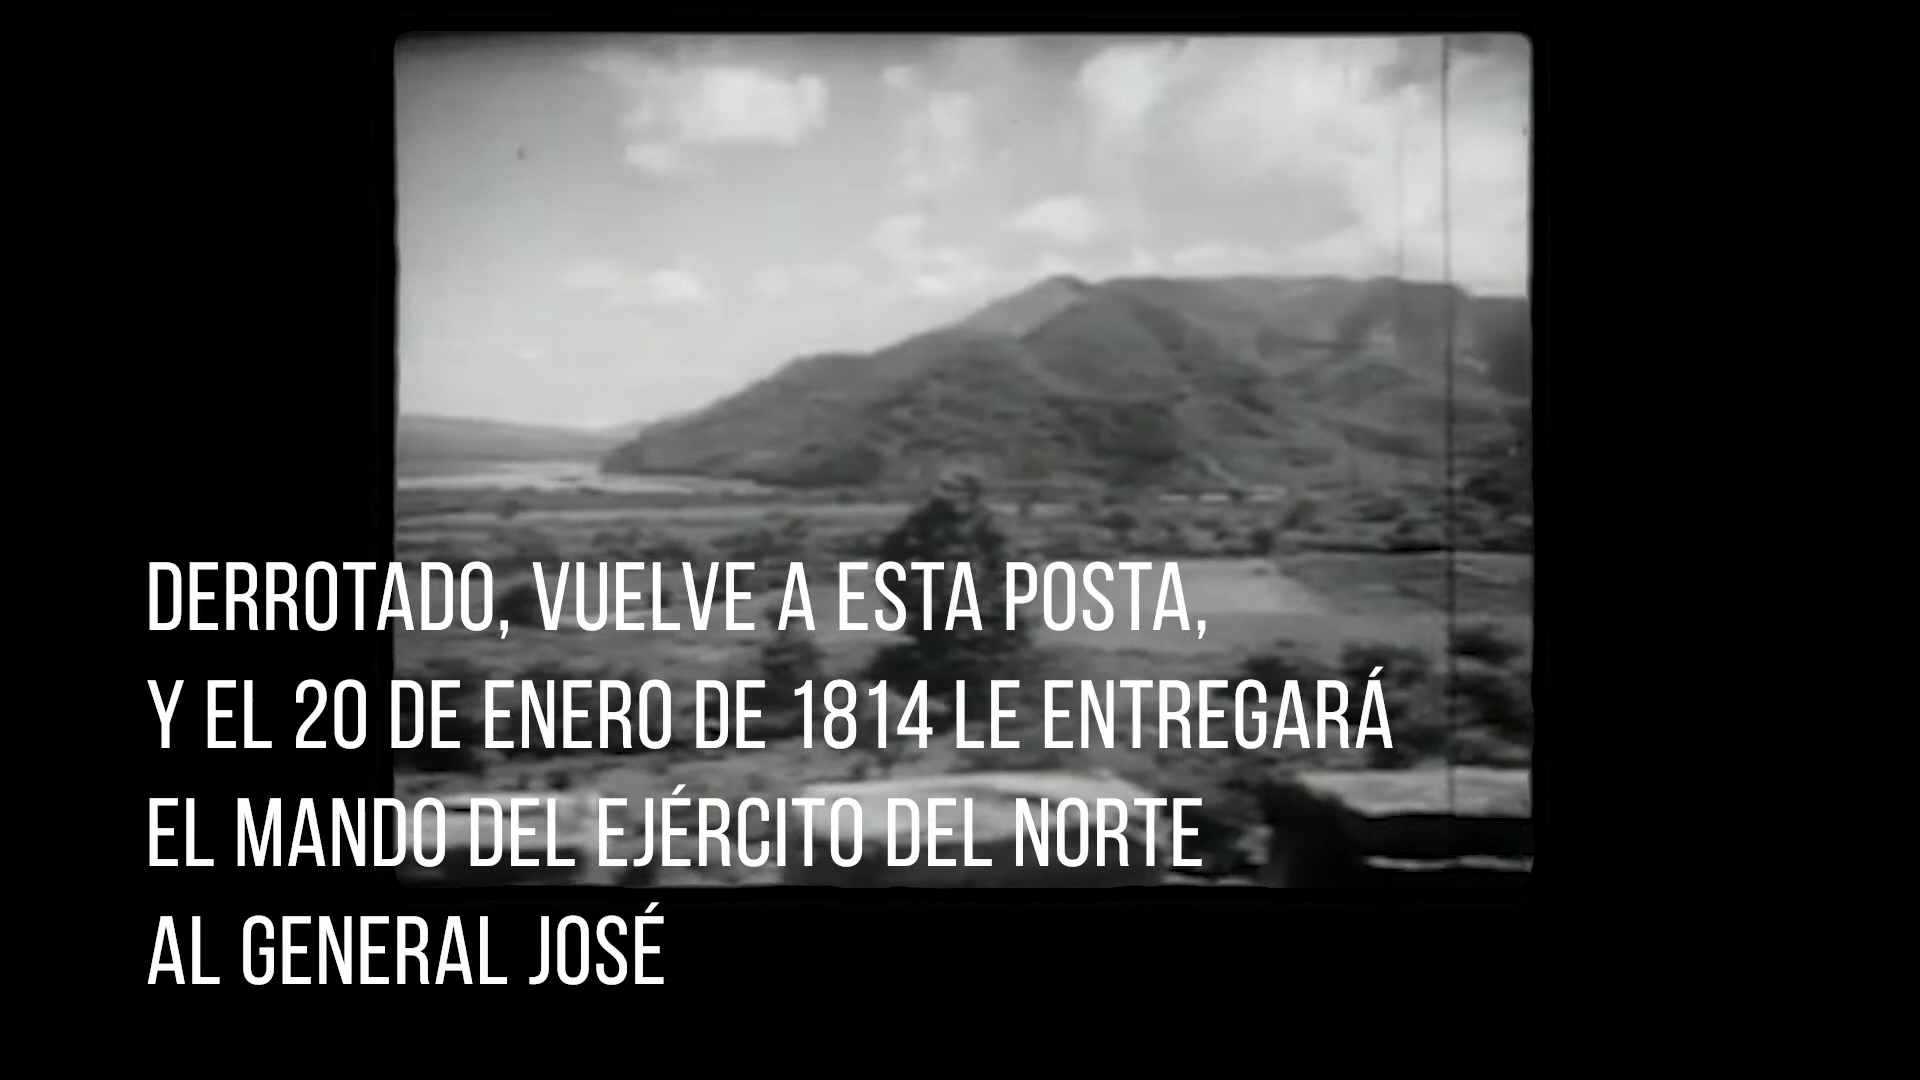 DERROTADO, VUELVE A ESTA POSTA,
Y EL 20 DE ENERO DE 1814 LE ENTREGARÁ
EL MANDO DEL EJÉRCITO DEL NORTE
AL GENERAL JOSÉ